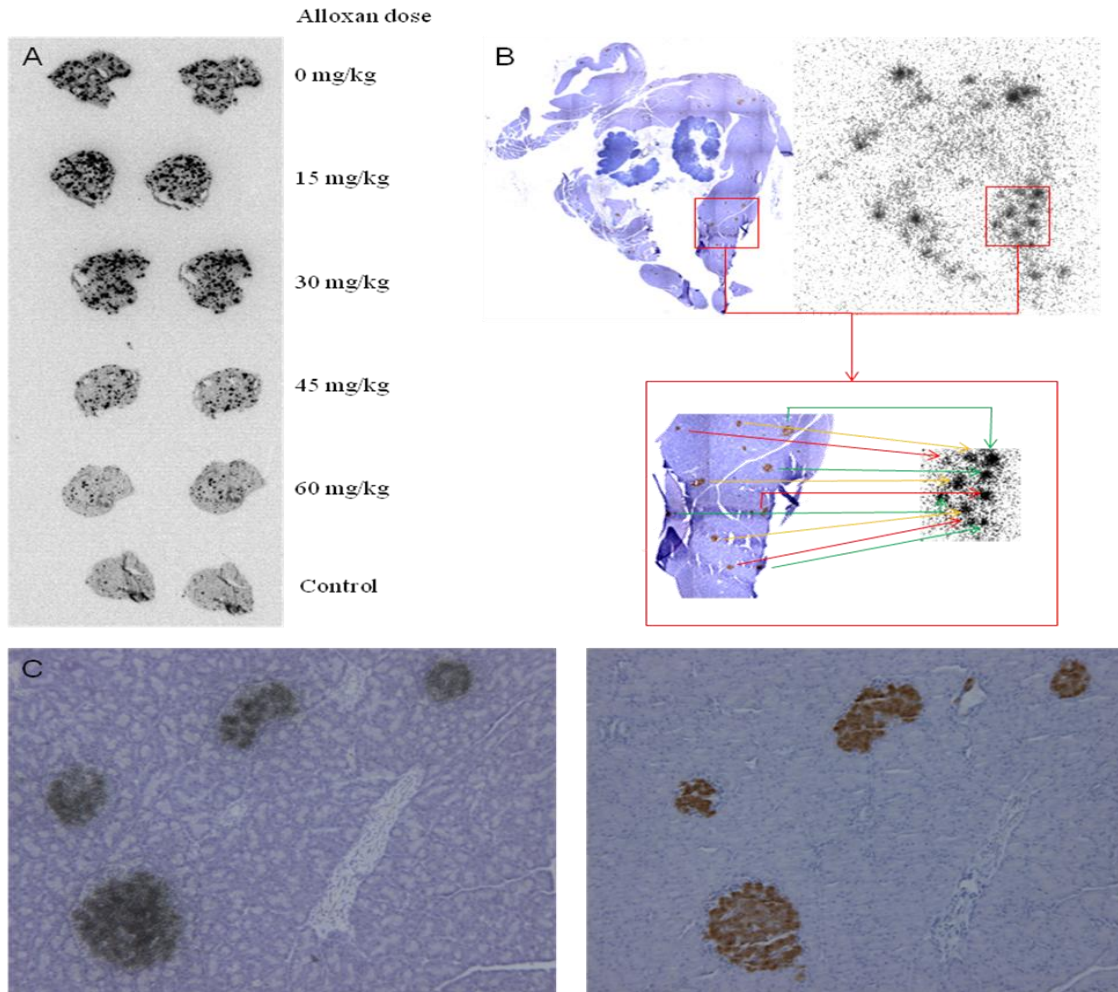 Alloxan dose
A
0 mg/kg
15 mg/kg
30 mg/kg
45 mg/kg
60 mg/kg
Control
B
C